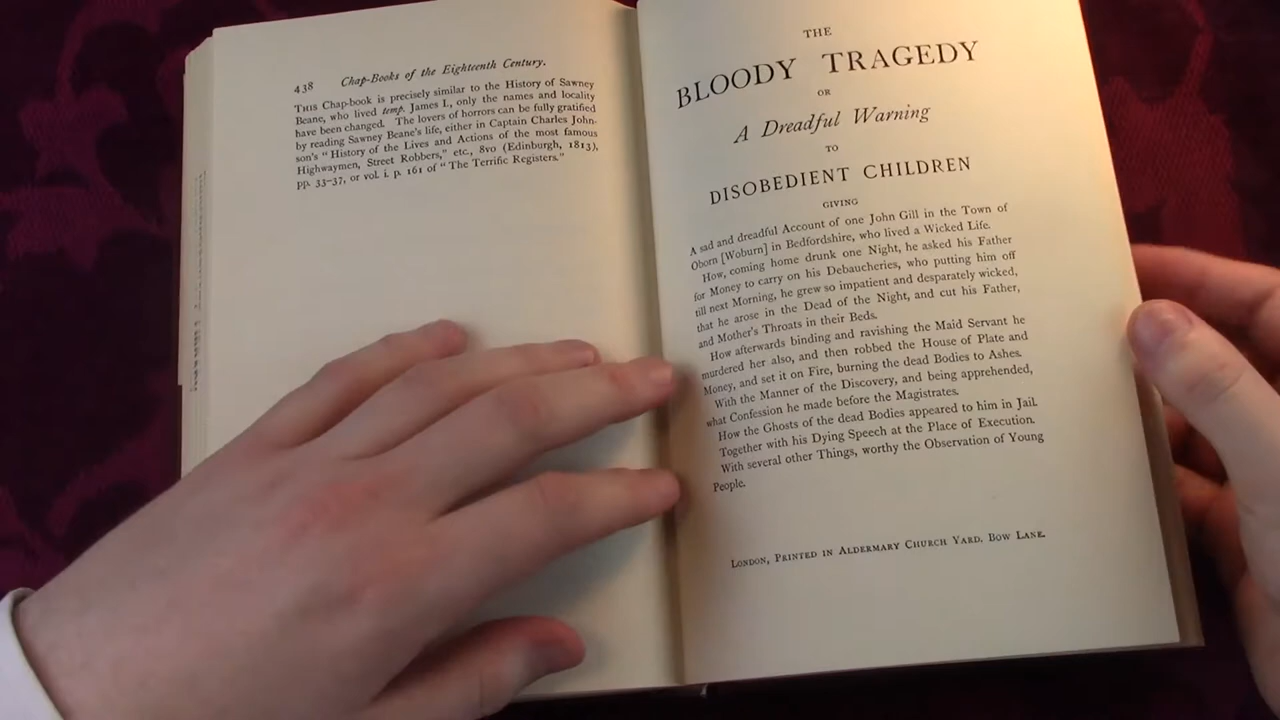 438 Chap-Books of the Eighteenth Century.
THIS Chap-book is precisely similar to the History of Sawney
Beane, who lived temp. James I., only the names and locality
have been changed. The lovers of horrors can be fully gratified
by reading Sawney Beane's life, either in Captain Charles John-
son's "History of the Lives and Actions of the most famous
Highwaymen, Street Robbers," etc., 8vo (Edinburgh, 1813),
pp. 33-37, or vol. i. p. 161 of "The Terrific Registers."
THE
BLOODY TRAGEDY
OR
A Dreadful Warning
TO
DISOBEDIENT CHILDREN
GIVING
A sad and dreadful Account of one John Gill in the Town of
Oborn [Woburn] in Bedfordshire, who lived a Wicked Life.
How, coming home drunk one Night, he asked his Father
for Money to carry on his Debaucheries, who putting him off
till next Morning, he grew so impatient and desparately wicked,
that he arose in the Dead of the Night, and cut his Father,
and Mother's Throats in their Beds.
How afterwards binding and ravishing the Maid Servant he
murdered her also, and then robbed the House of Plate and
Money, and set it on Fire, burning the dead Bodies to Ashes.
With the Manner of the Discovery, and being apprehended,
what Confession he made before the Magistrates.
How the Ghosts of the dead Bodies appeared to him in Jail.
Together with his Dying Speech at the Place of Execution.
With several other Things, worthy the Observation of Young
People.
LONDON, PRINTED IN ALDERMARY CHURCH YARD, BOW LANE.